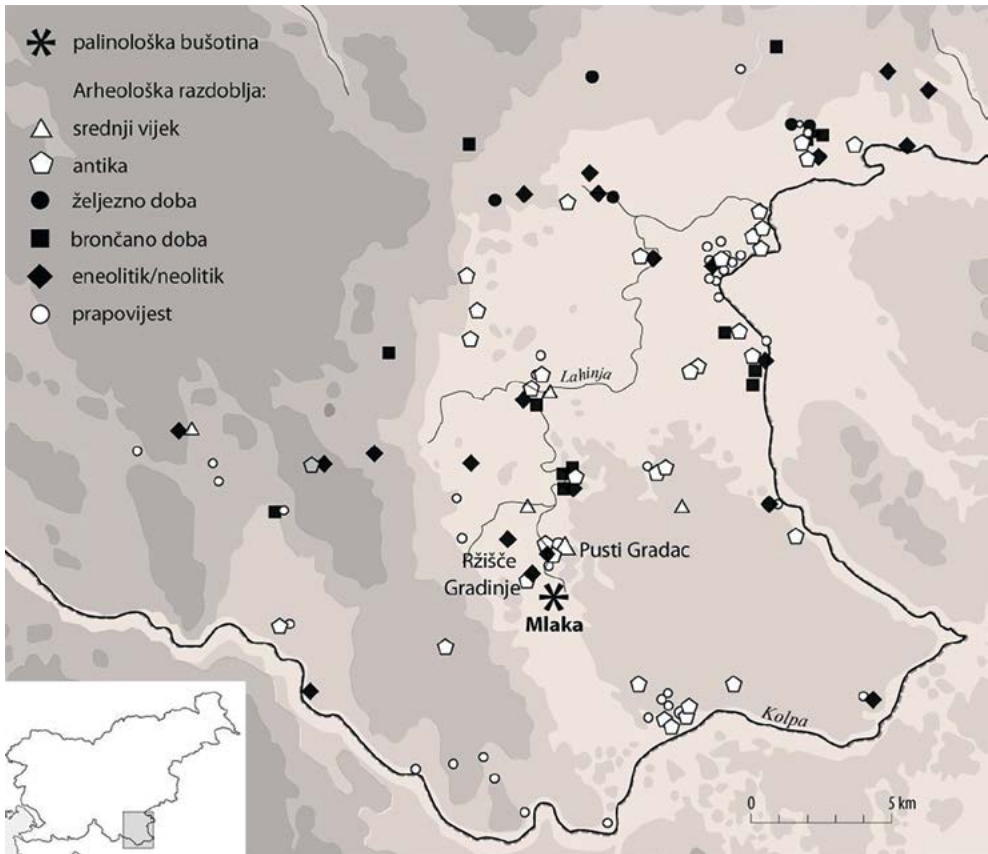 palinološka bušotina
Arheološka razdoblja:
srednji vijek
antika
željezno doba
brončano doba
eneolitik/neolitik
prapovijest
Lahinja
Ržišče
Gradinje
Pusti Gradac
Mlaka
Kolpa
0 5 km